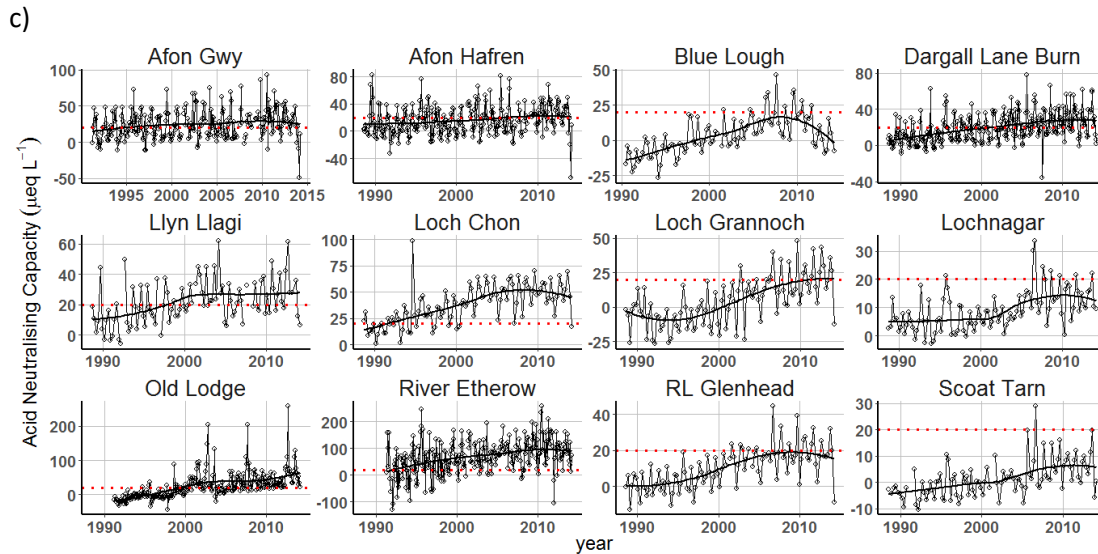 c)
Afon Gwy
Afon Hafren
Blue Lough
Dargall Lane Burn
100
50
0
-50
1995 2000 2005 2010 2015
80
40
0
-40
1990 2000 2010
50
25
0
-25
1990 2000 2010
80
40
0
-40
1990 2000 2010
Llyn Llagi
Loch Chon
Loch Grannoch
Lochnagar
60
40
20
0
1990 2000 2010
100
75
50
25
0
1990 2000 2010
50
25
0
-25
1990 2000 2010
30
20
10
0
1990 2000 2010
Old Lodge
River Etherow
RL Glenhead
Scoat Tarn
200
100
0
1990 2000 2010
200
100
0
-100
1990 2000 2010
40
20
0
1990 2000 2010
30
20
10
0
-10
1990 2000 2010
Acid Neutralising Capacity (µeq L⁻¹)
year